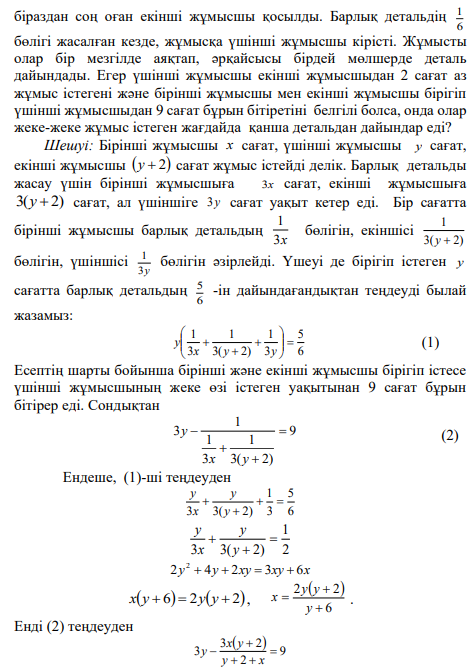 біраздан соң оған екінші жұмысшы қосылды. Барлық детальдің 1/6
бөлігі жасалған кезде, жұмысқа үшінші жұмысшы кірісті. Жұмысты
олар бір мезгілде аяқтап, әрқайсысы бірдей мөлшерде деталь
дайындады. Егер үшінші жұмысшы екінші жұмысшыдан 2 сағат аз
жұмыс істегені және бірінші жұмысшы мен екінші жұмысшы бірігіп
үшінші жұмысшыдан 9 сағат бұрын бітіретіні белгілі болса, онда олар
жеке-жеке жұмыс істеген жағдайда қанша детальдан дайындар еді?
Шешуі: Бірінші жұмысшы x сағат, үшінші жұмысшы y сағат,
екінші жұмысшы (y + 2) сағат жұмыс істейді делік. Барлық детальды
жасау үшін бірінші жұмысшыға 3x сағат, екінші жұмысшыға
3(y + 2) сағат, ал үшіншіге 3y сағат уақыт кетер еді. Бір сағатта
бірінші жұмысшы барлық детальдың 1/3x бөлігін, екіншісі 1/3(y + 2)
бөлігін, үшіншісі 1/3y бөлігін әзірлейді. Үшеуі де бірігіп істеген y
сағатта барлық детальдың 5/6 -ін дайындағандықтан теңдеуді былай
жазамыз:
y(1/3x + 1/3(y + 2) + 1/3y) = 5/6 (1)
Есептің шарты бойынша бірінші және екінші жұмысшы бірігіп істесе
үшінші жұмысшының жеке өзі істеген уақытынан 9 сағат бұрын
бітірер еді. Сондықтан
3y − 1/(1/3x + 1/3(y + 2)) = 9 (2)
Ендеше, (1)-ші теңдеуден
y/3x + y/3(y + 2) + 1/3 = 5/6
y/3x + y/3(y + 2) = 1/2
2y² + 4y + 2xy = 3xy + 6x
x(y + 6) = 2y(y + 2), x = 2y(y + 2)/(y + 6) .
Енді (2) теңдеуден
3y − 3x(y + 2)/(y + 2 + x) = 9